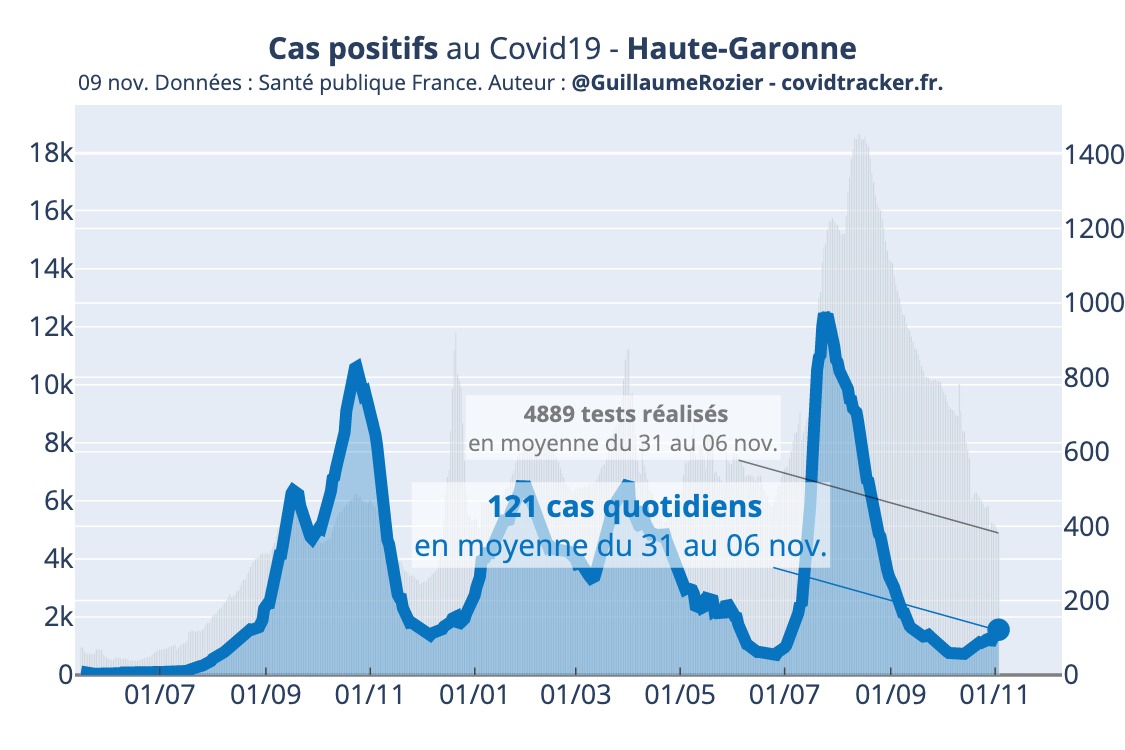 Cas positifs au Covid19 - Haute-Garonne
09 nov. Données : Santé publique France. Auteur : @GuillaumeRozier - covidtracker.fr.
18k
16k
14k
12k
10k
8k
6k
4k
2k
0
1400
1200
1000
800
600
400
200
0
4889 tests réalisés
en moyenne du 31 au 06 nov.
121 cas quotidiens
en moyenne du 31 au 06 nov.
01/07 01/09 01/11 01/01 01/03 01/05 01/07 01/09 01/11